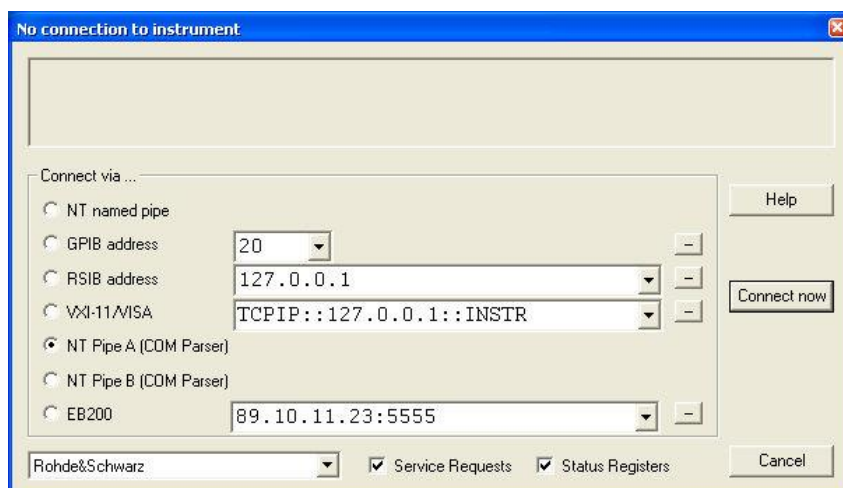 No connection to instrument
Connect via ...
NT named pipe
GPIB address 20
RSIB address 127.0.0.1
VXI-11/VISA TCPIP::127.0.0.1::INSTR
NT Pipe A (COM Parser)
NT Pipe B (COM Parser)
EB200 89.10.11.23:5555
Help
Connect now
Rohde&Schwarz Service Requests Status Registers Cancel